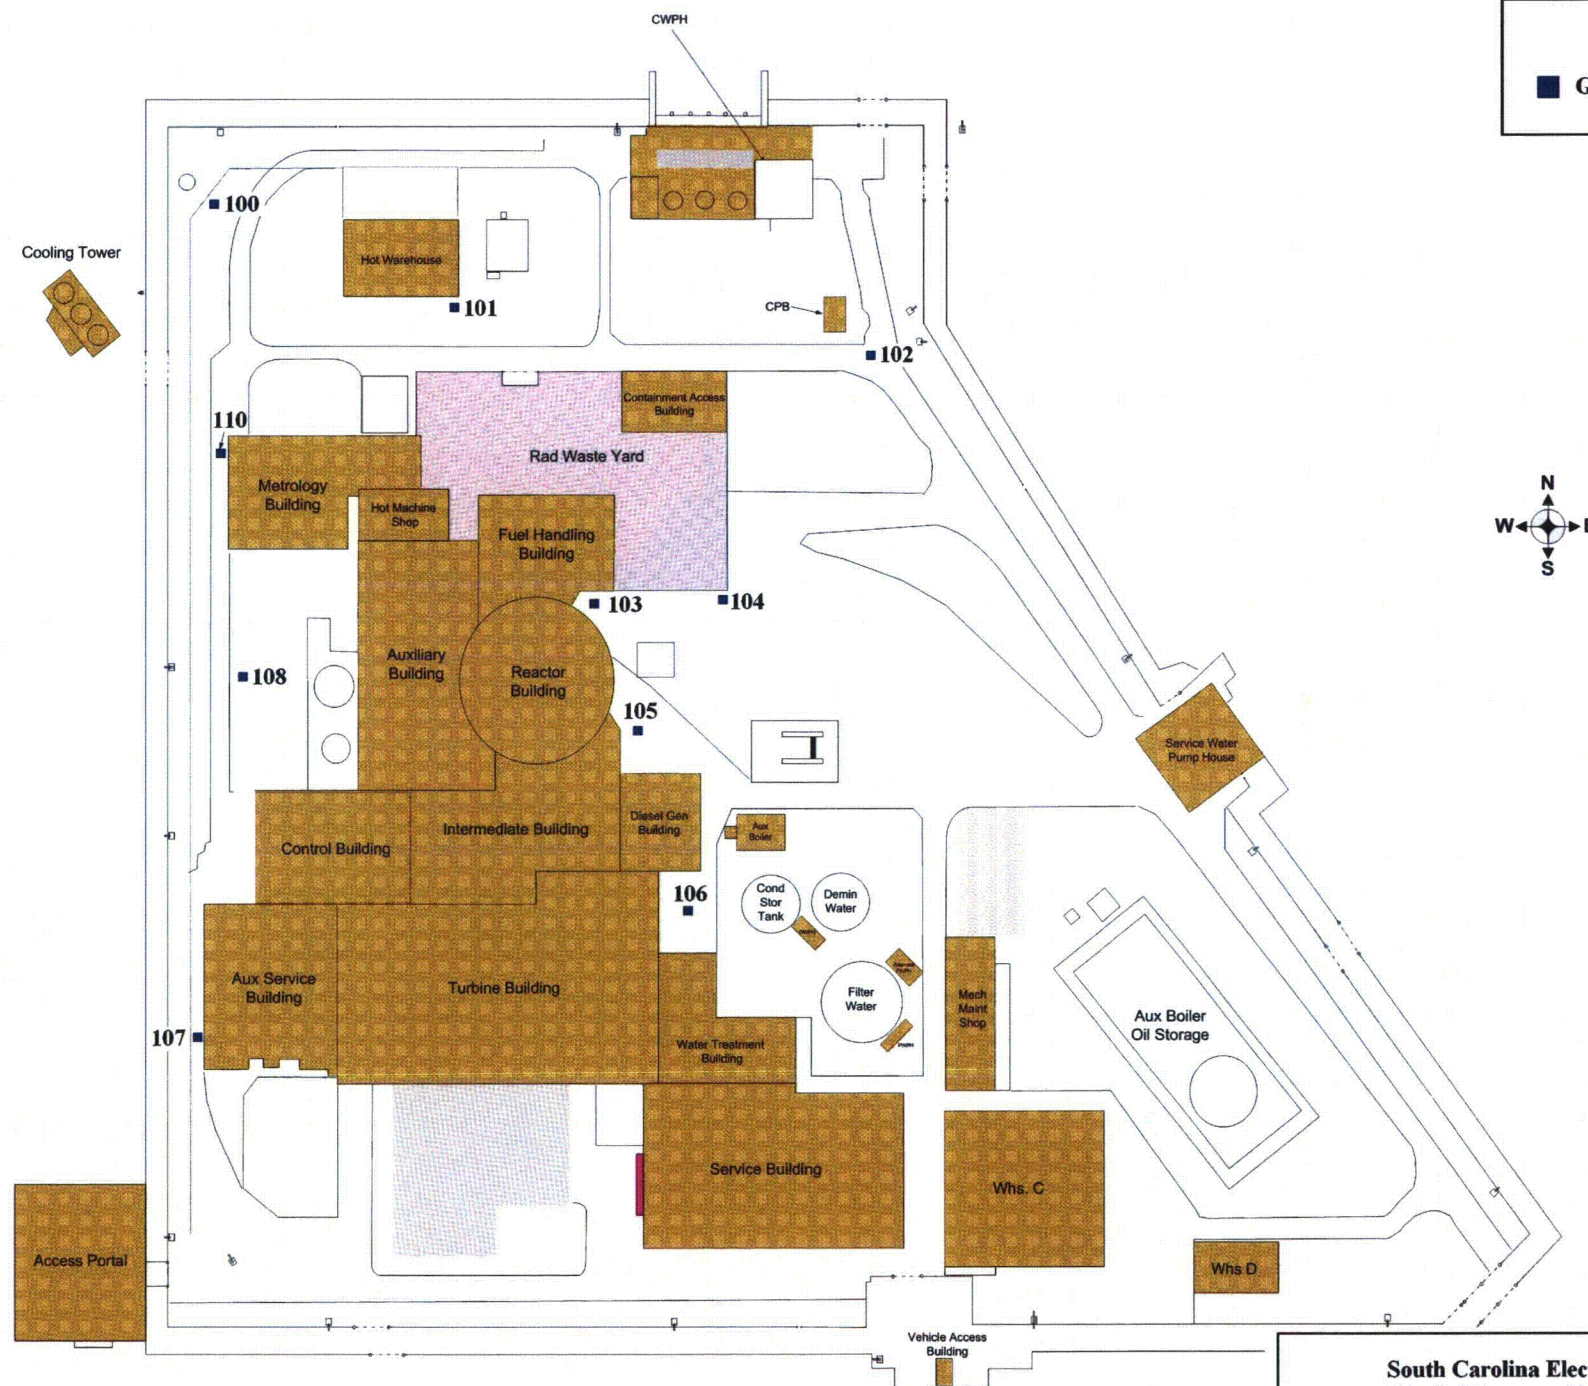 CWPH
G
100
Cooling Tower
Hot Warehouse
101
CPB
102
Containment Access
Building
110
Rad Waste Yard
Metrology
Building
Hot Machine
Shop
Fuel Handling
Building
N
W
S
103
104
Auxiliary
Building
Reactor
Building
108
105
Service Water
Pump House
Diesel Gen
Building
Aux
Boiler
Intermediate Building
Control Building
106
Cond
Stor
Tank
Demin
Water
Aux Service
Building
Turbine Building
Filter
Water
Mech
Maint
Shop
Aux Boiler
Oil Storage
107
Water Treatment
Building
Service Building
Whs. C
Access Portal
Whs D
Vehicle Access
Building
South Carolina Elec